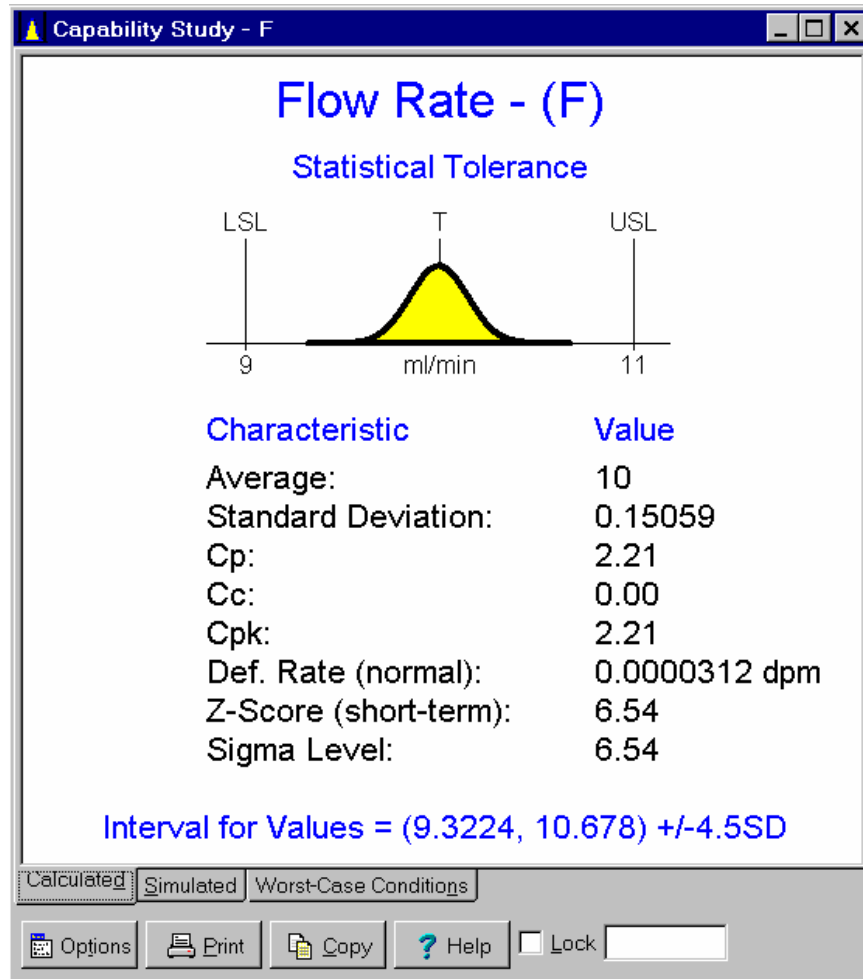 Capability Study - F
Flow Rate - (F)
Statistical Tolerance
LSL T USL
9 ml/min 11
Characteristic Value
Average: 10
Standard Deviation: 0.15059
Cp: 2.21
Cc: 0.00
Cpk: 2.21
Def. Rate (normal): 0.0000312 dpm
Z-Score (short-term): 6.54
Sigma Level: 6.54
Interval for Values = (9.3224, 10.678) +/-4.5SD
Calculated Simulated Worst-Case Conditions
Options Print Copy ? Help Lock